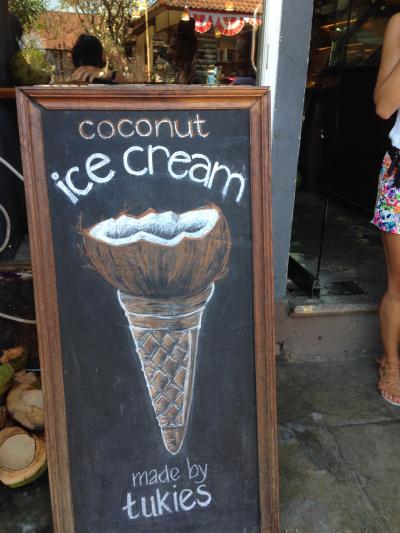 coconut
ice cream
made by
tukies